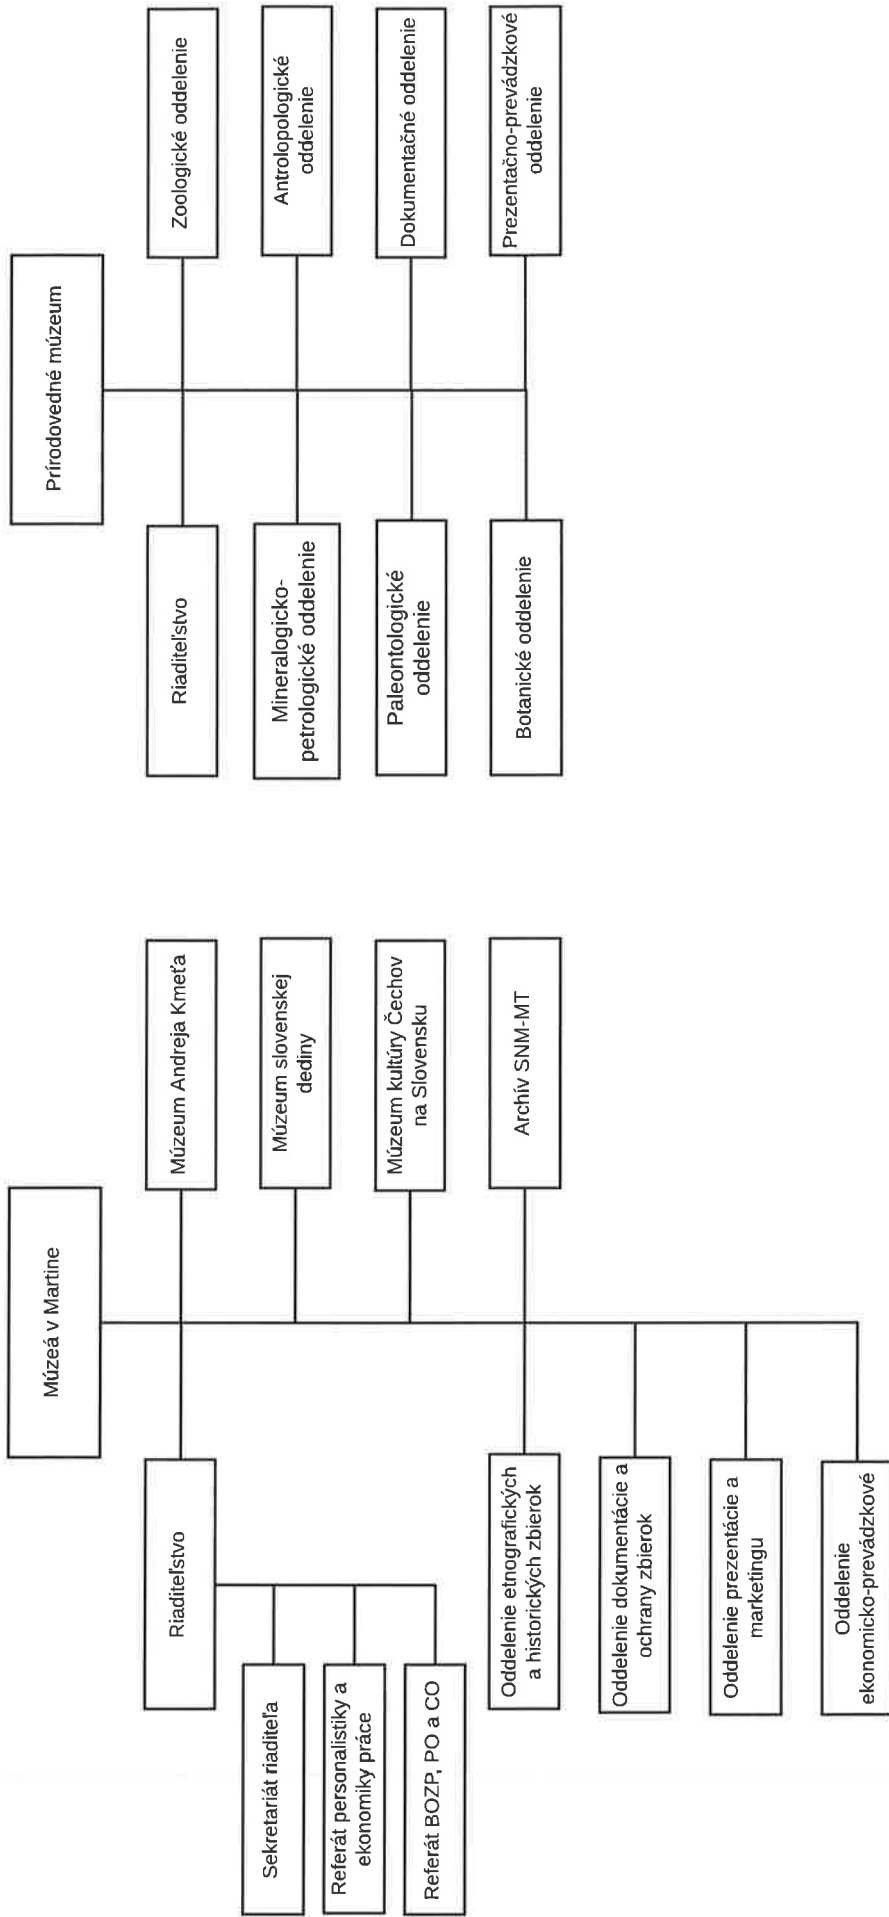 Múzeá v Martine
Riaditeľstvo
Sekretariát riaditeľa
Referát personalistiky a
ekonomiky práce
Referát BOZP, PO a CO
Múzeum Andreja Kmeťa
Múzeum slovenskej
dediny
Múzeum kultúry Čechov
na Slovensku
Archív SNM-MT
Oddelenie etnografických
a historických zbierok
Oddelenie dokumentácie a
ochrany zbierok
Oddelenie prezentácie a
marketingu
Oddelenie
ekonomicko-prevádzkové
Prírodovedné múzeum
Riaditeľstvo
Zoologické oddelenie
Mineralogicko-
petrologické oddelenie
Antrolopologické
oddelenie
Paleontologické
oddelenie
Dokumentačné oddelenie
Botanické oddelenie
Prezentačno-prevádzkové
oddelenie